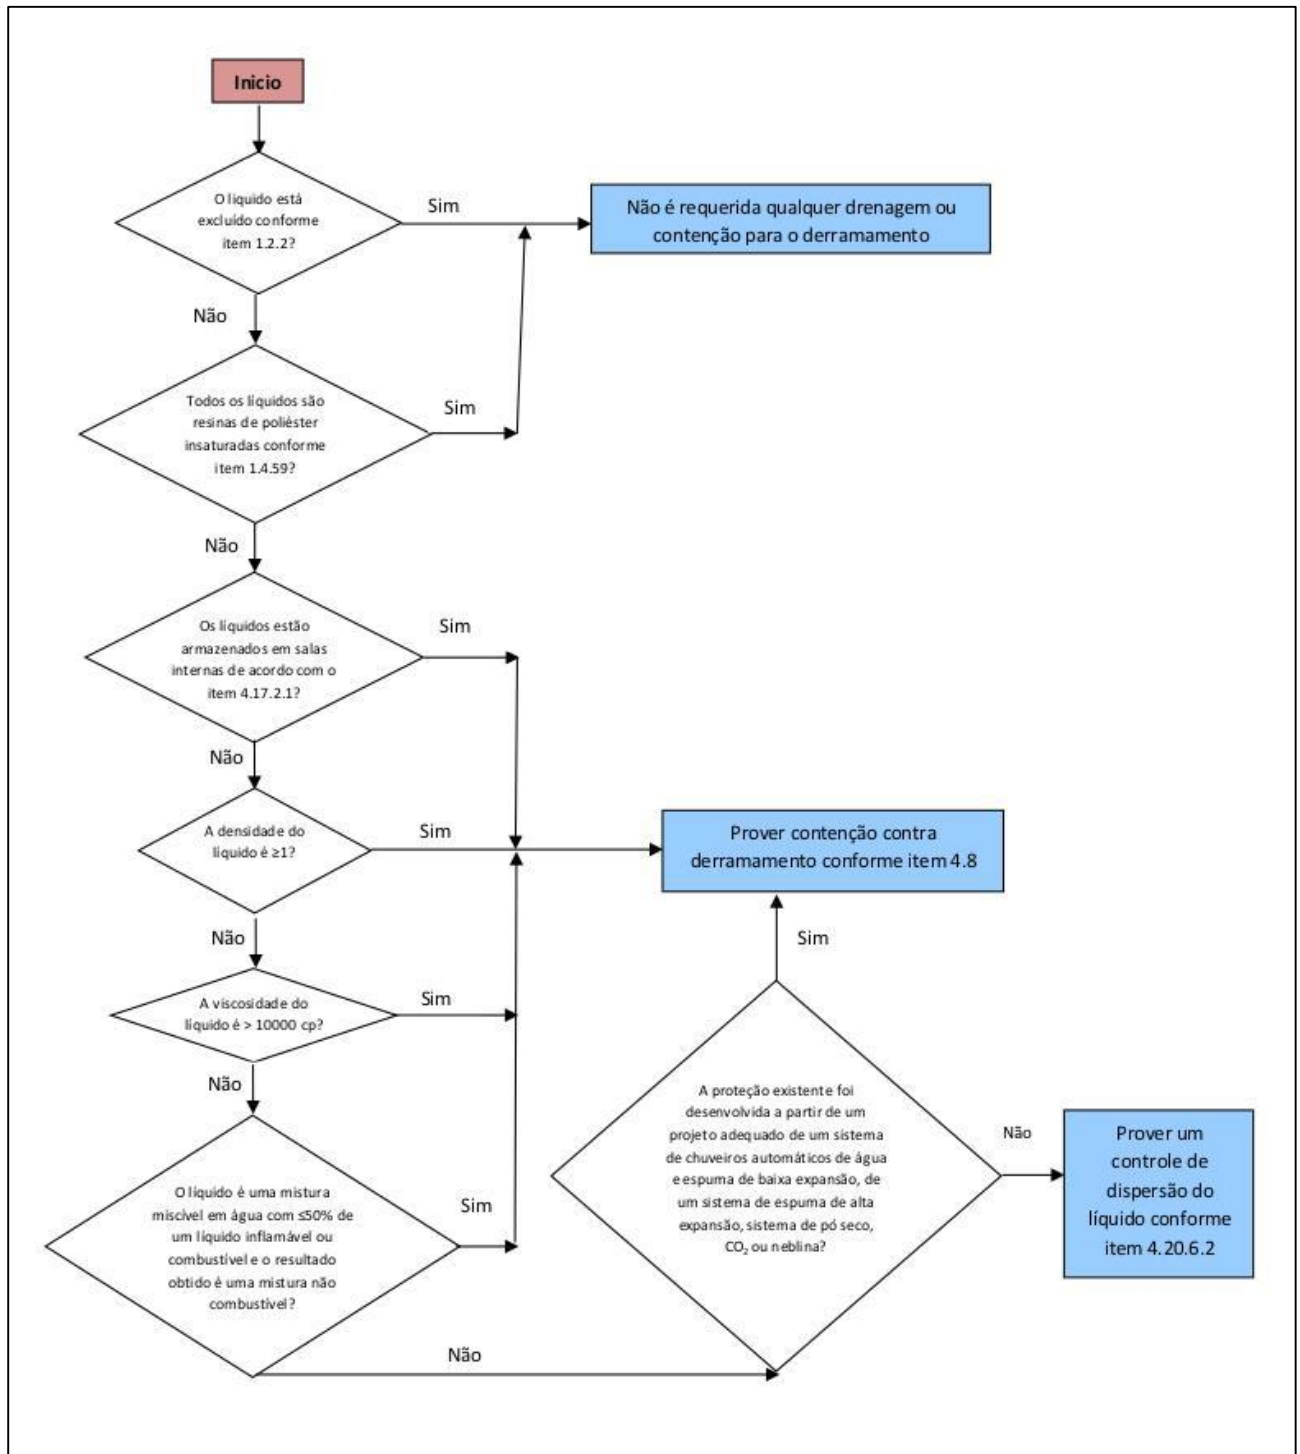 Inicio
O liquido está
excluído conforme
item 1.2.2?
Sim
Não é requerida qualquer drenagem ou
contenção para o derramamento
Não
Todos os líquidos são
resinas de poliéster
insaturadas conforme
item 1.4.59?
Sim
Não
Os líquidos estão
armazenados em salas
internas de acordo com o
item 4.17.2.1?
Sim
Não
A densidade do
líquido é ≥1?
Sim
Prover contenção contra
derramamento conforme item 4.8
Não
A viscosidade do
líquido é > 10000 cp?
Sim
Sim
Não
O líquido é uma mistura
miscível em água com ≤50% de
um líquido inflamável ou
combustível e o resultado
obtido é uma mistura não
combustível?
Sim
Não
A proteção existente foi
desenvolvida a partir de um
projeto adequado de um sistema
de chuveiros automáticos de água
e espuma de baixa expansão, de
um sistema de espuma de alta
expansão, sistema de pó seco,
CO₂ ou neblina?
Não
Prover um
controle de
dispersão do
líquido conforme
item 4.20.6.2